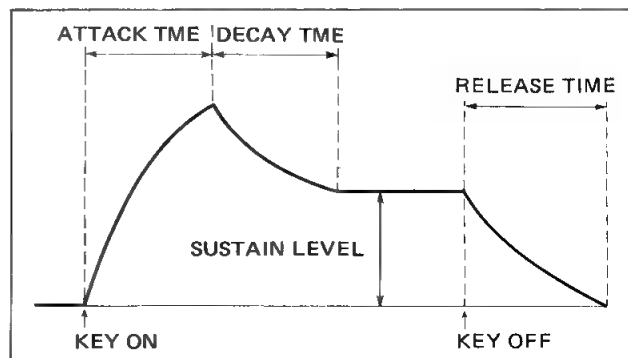 ATTACK TME DECAY TME
RELEASE TIME
SUSTAIN LEVEL
KEY ON KEY OFF